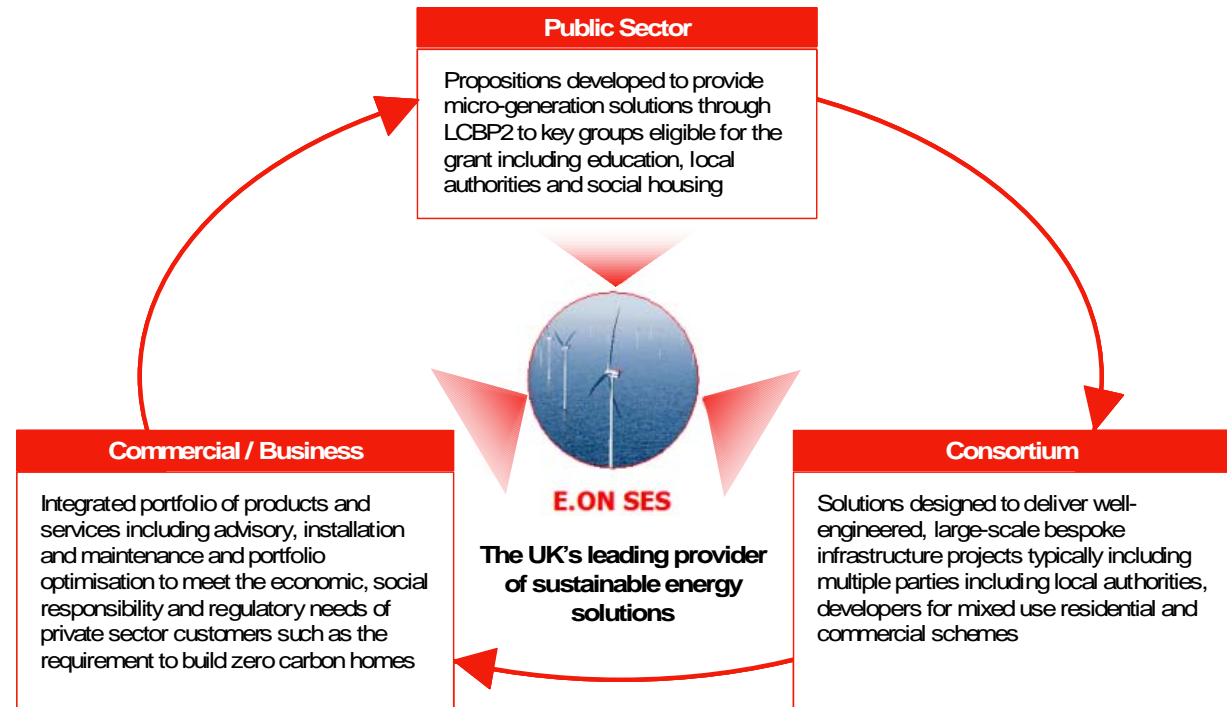 Public Sector
Propositions developed to provide
micro-generation solutions through
LCBP2 to key groups eligible for the
grant including education, local
authorities and social housing
Commercial / Business
Integrated portfolio of products and
services including advisory, installation
and maintenance and portfolio
optimisation to meet the economic, social
responsibility and regulatory needs of
private sector customers such as the
requirement to build zero carbon homes
E.ON SES
The UK's leading provider
of sustainable energy
solutions
Consortium
Solutions designed to deliver well-
engineered, large-scale bespoke
infrastructure projects typically including
multiple parties including local authorities,
developers for mixed use residential and
commercial schemes